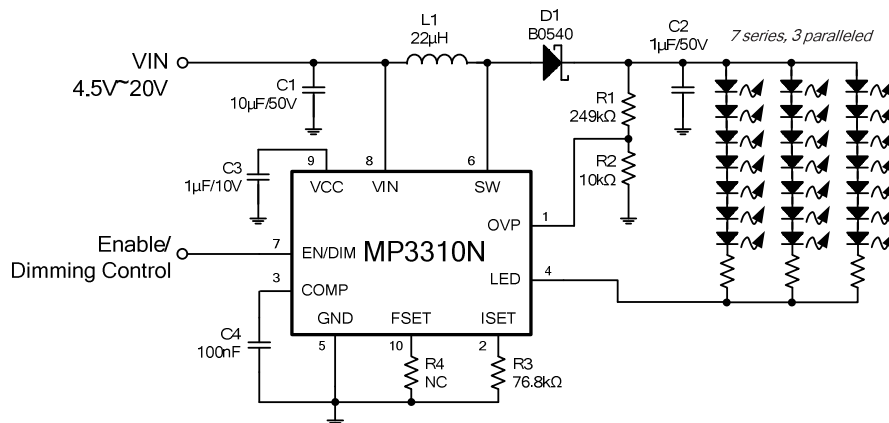 L1
22µH
D1
B0540
C2
1µF/50V
7 series, 3 paralleled
VIN
4.5V~20V
C1
10µF/50V
R1
249kΩ
R2
10kΩ
C3
1µF/10V
9
8
6
VCC
VIN
SW
OVP
1
Enable/
Dimming Control
7
EN/DIM
MP3310N
LED
4
3
COMP
GND
FSET
ISET
C4
100nF
5
10
2
R4
NC
R3
76.8kΩ